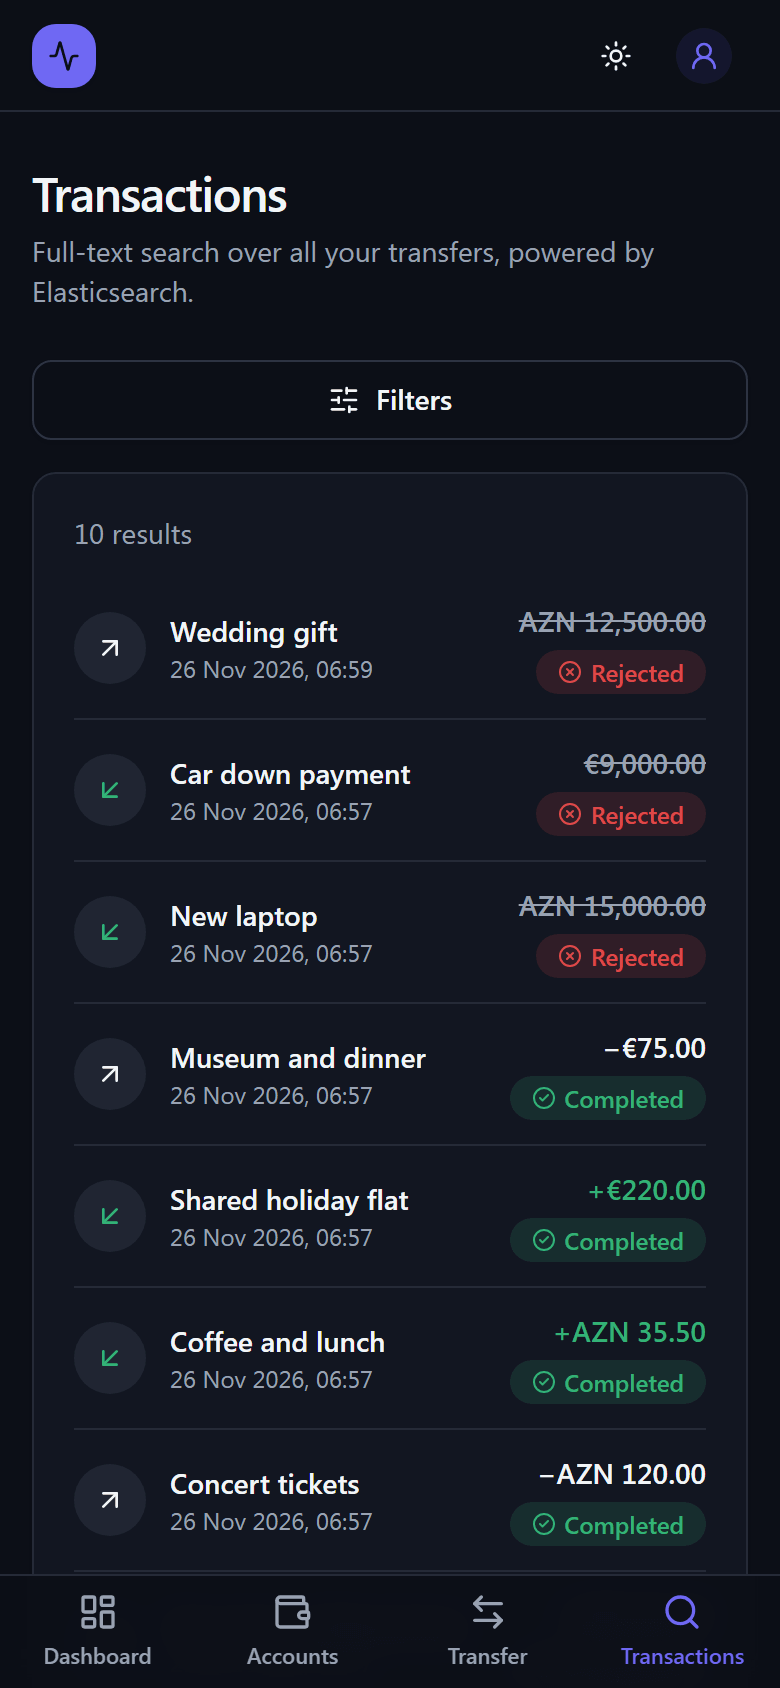 Transactions
Full-text search over all your transfers, powered by
Elasticsearch.
Filters
10 results
Wedding gift
AZN 12,500.00
26 Nov 2026, 06:59
Rejected
Car down payment
€9,000.00
26 Nov 2026, 06:57
Rejected
New laptop
AZN 15,000.00
26 Nov 2026, 06:57
Rejected
Museum and dinner
−€75.00
26 Nov 2026, 06:57
Completed
Shared holiday flat
+€220.00
26 Nov 2026, 06:57
Completed
Coffee and lunch
+AZN 35.50
26 Nov 2026, 06:57
Completed
Concert tickets
−AZN 120.00
26 Nov 2026, 06:57
Completed
Dashboard
Accounts
Transfer
Transactions